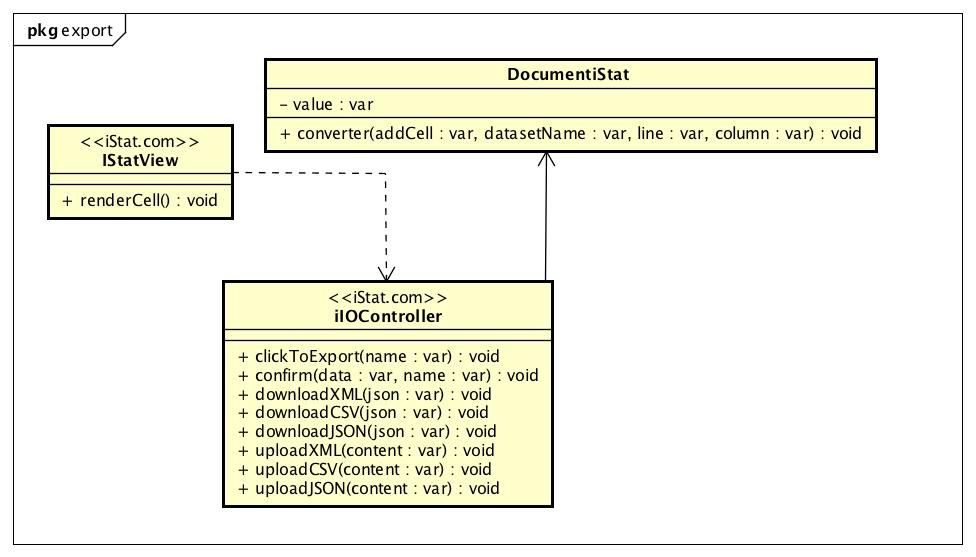 pkg export
DocumentiStat
– value : var
+ converter(addCell : var, datasetName : var, line : var, column : var) : void
<<iStat.com>>
IStatView
+ renderCell() : void
<<iStat.com>>
iIOController
+ clickToExport(name : var) : void
+ confirm(data : var, name : var) : void
+ downloadXML(json : var) : void
+ downloadCSV(json : var) : void
+ downloadJSON(json : var) : void
+ uploadXML(content : var) : void
+ uploadCSV(content : var) : void
+ uploadJSON(content : var) : void